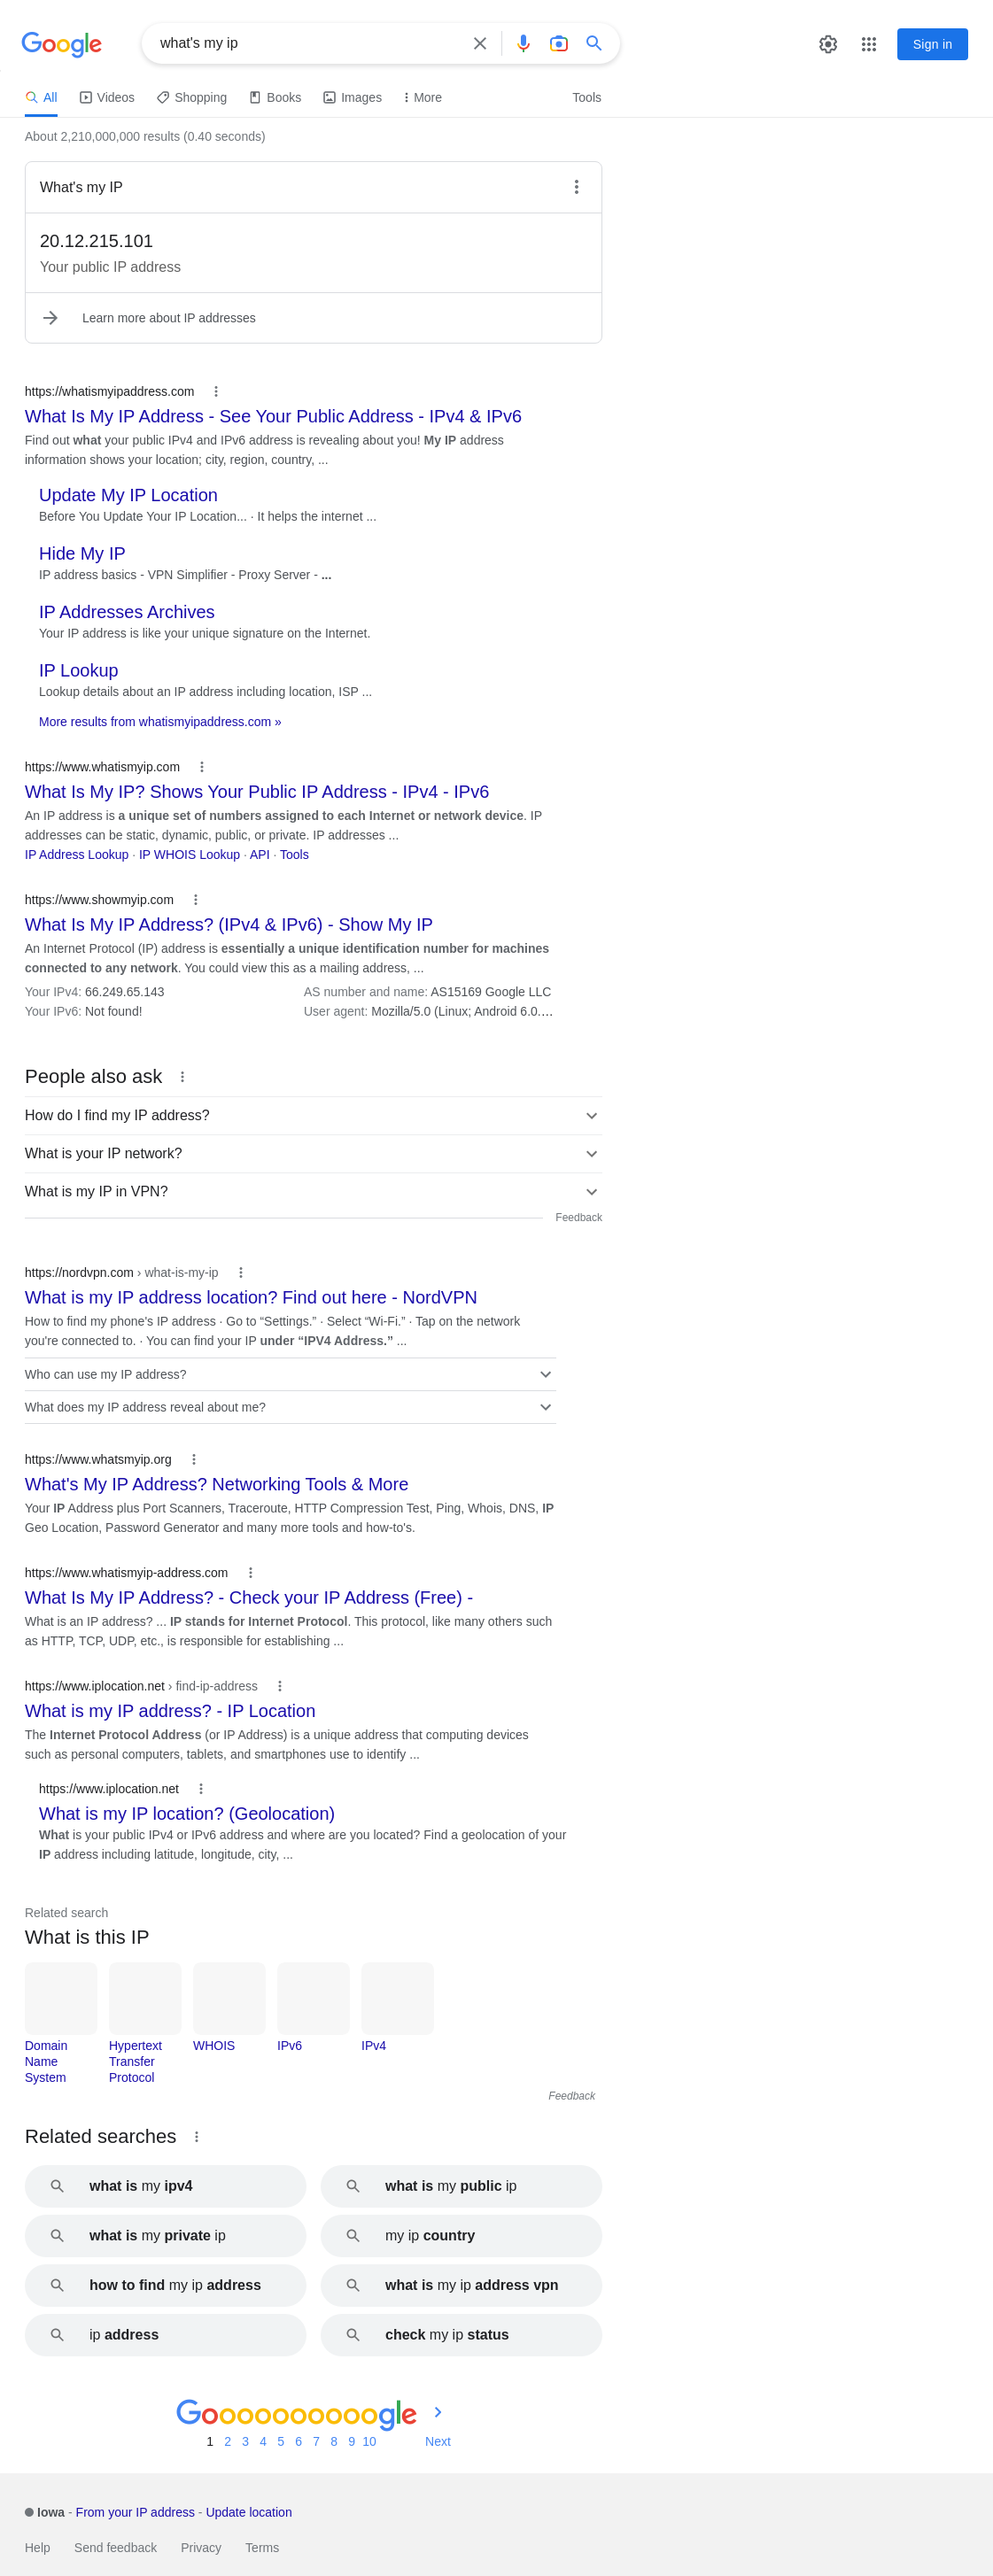 Google
what's my ip
Sign in
All
Videos
Shopping
Books
Images
More
Tools
About 2,210,000,000 results (0.40 seconds)
What's my IP
20.12.215.101
Your public IP address
Learn more about IP addresses
https://whatismyipaddress.com
What Is My IP Address - See Your Public Address - IPv4 & IPv6
Find out what your public IPv4 and IPv6 address is revealing about you! My IP address
information shows your location; city, region, country, ...
Update My IP Location
Before You Update Your IP Location... · It helps the internet ...
Hide My IP
IP address basics - VPN Simplifier - Proxy Server - ...
IP Addresses Archives
Your IP address is like your unique signature on the Internet.
IP Lookup
Lookup details about an IP address including location, ISP ...
More results from whatismyipaddress.com »
https://www.whatismyip.com
What Is My IP? Shows Your Public IP Address - IPv4 - IPv6
An IP address is a unique set of numbers assigned to each Internet or network device. IP
addresses can be static, dynamic, public, or private. IP addresses ...
IP Address Lookup · IP WHOIS Lookup · API · Tools
https://www.showmyip.com
What Is My IP Address? (IPv4 & IPv6) - Show My IP
An Internet Protocol (IP) address is essentially a unique identification number for machines
connected to any network. You could view this as a mailing address, ...
Your IPv4: 66.249.65.143
AS number and name: AS15169 Google LLC
Your IPv6: Not found!
User agent: Mozilla/5.0 (Linux; Android 6.0....
People also ask
How do I find my IP address?
What is your IP network?
What is my IP in VPN?
Feedback
https://nordvpn.com › what-is-my-ip
What is my IP address location? Find out here - NordVPN
How to find my phone's IP address · Go to “Settings.” · Select “Wi-Fi.” · Tap on the network
you're connected to. · You can find your IP under “IPV4 Address.” ...
Who can use my IP address?
What does my IP address reveal about me?
https://www.whatsmyip.org
What's My IP Address? Networking Tools & More
Your IP Address plus Port Scanners, Traceroute, HTTP Compression Test, Ping, Whois, DNS, IP
Geo Location, Password Generator and many more tools and how-to's.
https://www.whatismyip-address.com
What Is My IP Address? - Check your IP Address (Free) -
What is an IP address? ... IP stands for Internet Protocol. This protocol, like many others such
as HTTP, TCP, UDP, etc., is responsible for establishing ...
https://www.iplocation.net › find-ip-address
What is my IP address? - IP Location
The Internet Protocol Address (or IP Address) is a unique address that computing devices
such as personal computers, tablets, and smartphones use to identify ...
https://www.iplocation.net
What is my IP location? (Geolocation)
What is your public IPv4 or IPv6 address and where are you located? Find a geolocation of your
IP address including latitude, longitude, city, ...
Related search
What is this IP
Domain
Name
System
Hypertext
Transfer
Protocol
WHOIS
IPv6
IPv4
Feedback
Related searches
what is my ipv4
what is my public ip
what is my private ip
my ip country
how to find my ip address
what is my ip address vpn
ip address
check my ip status
Goooooooooogle
1 2 3 4 5 6 7 8 9 10 Next
Iowa - From your IP address - Update location
Help
Send feedback
Privacy
Terms